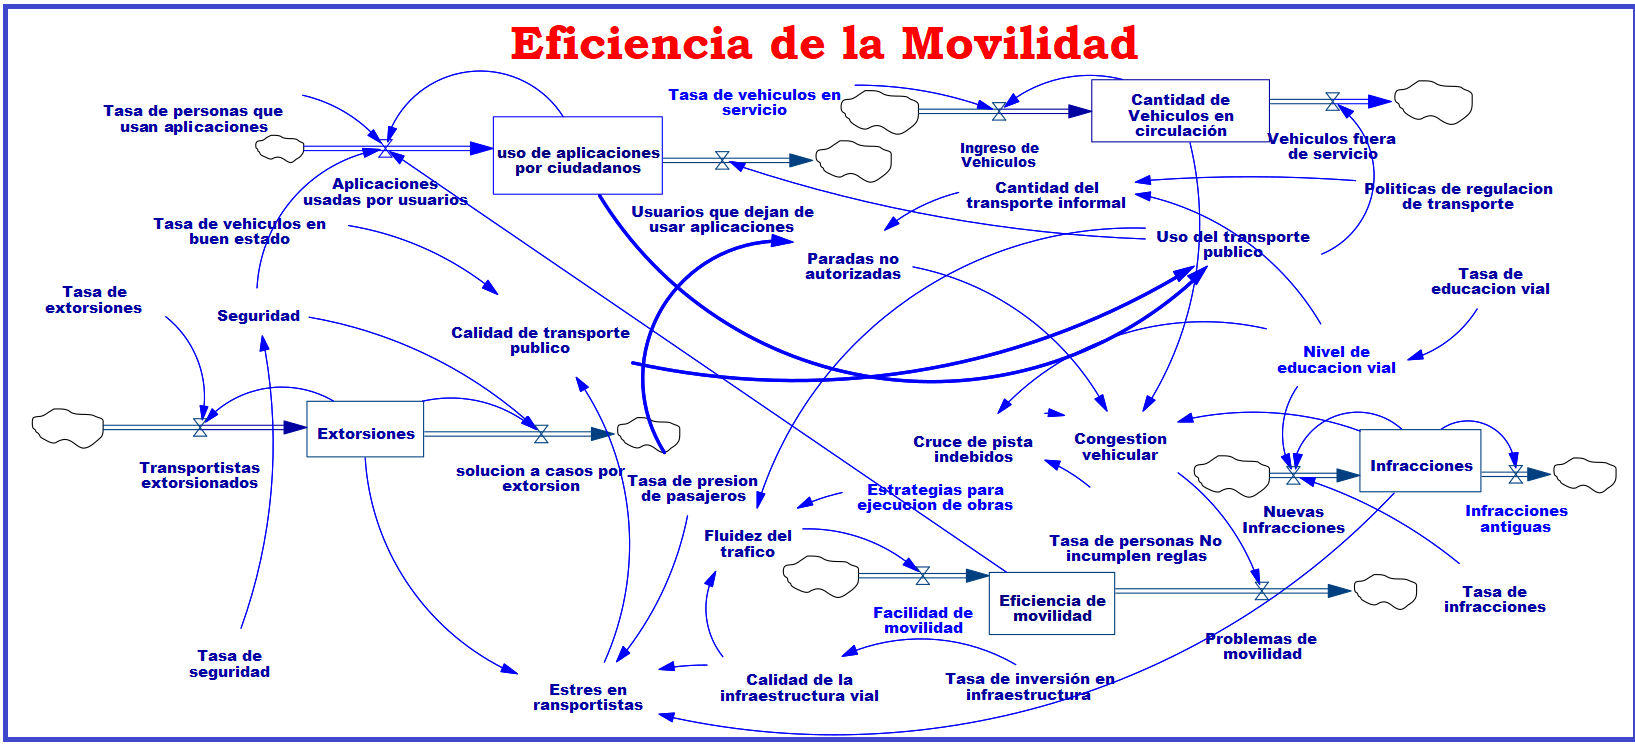 Eficiencia de la Movilidad
Tasa de personas que
usan aplicaciones
uso de aplicaciones
por ciudadanos
Aplicaciones
usadas por usuarios
Tasa de vehiculos en
servicio
Cantidad de
Vehiculos en
circulación
Ingreso de
Vehiculos
Vehiculos fuera
de servicio
Cantidad del
transporte informal
Politicas de regulacion
de transporte
Tasa de vehiculos en
buen estado
Usuarios que dejan de
usar aplicaciones
Paradas no
autorizadas
Uso del transporte
publico
Tasa de
educacion vial
Tasa de
extorsiones
Seguridad
Calidad de transporte
publico
Nivel de
educacion vial
Extorsiones
Transportistas
extorsionados
solucion a casos por
extorsion
Tasa de presion
de pasajeros
Cruce de pista
indebidos
Congestion
vehicular
Infracciones
Estrategias para
ejecucion de obras
Nuevas
Infracciones
Infracciones
antiguas
Fluidez del
trafico
Tasa de personas No
incumplen reglas
Eficiencia de
movilidad
Facilidad de
movilidad
Tasa de
infracciones
Problemas de
movilidad
Tasa de
seguridad
Estres en
ransportistas
Calidad de la
infraestructura vial
Tasa de inversión en
infraestructura